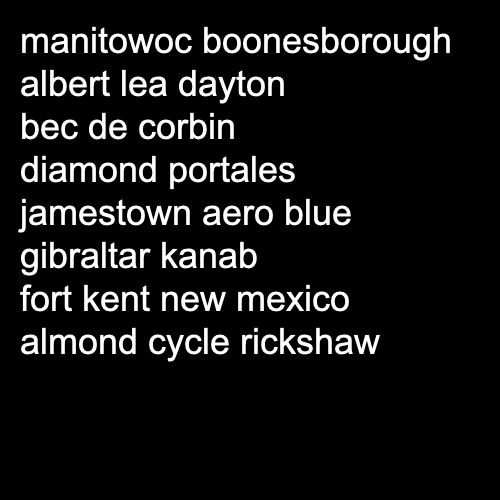 manitowoc boonesborough
albert lea dayton
bec de corbin
diamond portales
jamestown aero blue
gibraltar kanab
fort kent new mexico
almond cycle rickshaw